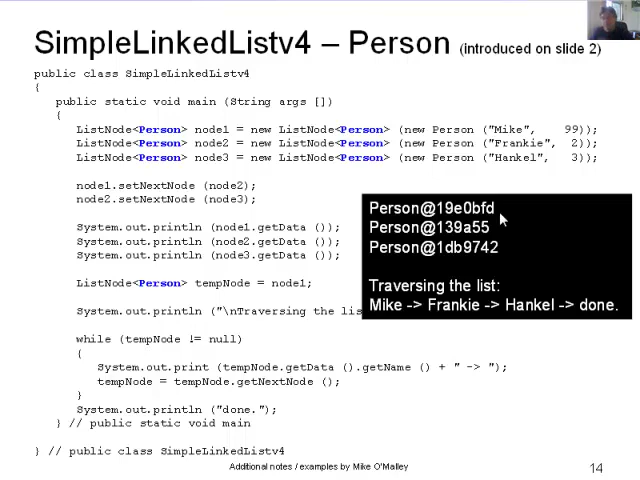 SimpleLinkedListv4 – Person (introduced on slide 2)
public class SimpleLinkedListv4
{
public static void main (String args [])
{
ListNode<Person> node1 = new ListNode<Person> (new Person ("Mike", 99));
ListNode<Person> node2 = new ListNode<Person> (new Person ("Frankie", 2));
ListNode<Person> node3 = new ListNode<Person> (new Person ("Hankel", 3));
node1.setNextNode (node2);
node2.setNextNode (node3);
System.out.println (node1.getData ());
System.out.println (node2.getData ());
System.out.println (node3.getData ());
ListNode<Person> tempNode = node1;
System.out.println ("\nTraversing the lis
while (tempNode != null)
{
System.out.print (tempNode.getData ().getName () + " -> ");
tempNode = tempNode.getNextNode ();
}
System.out.println ("done.");
} // public static void main
} // public class SimpleLinkedListv4
Person@19e0bfd
Person@139a55
Person@1db9742
Traversing the list:
Mike -> Frankie -> Hankel -> done.
Additional notes / examples by Mike O'Malley
14